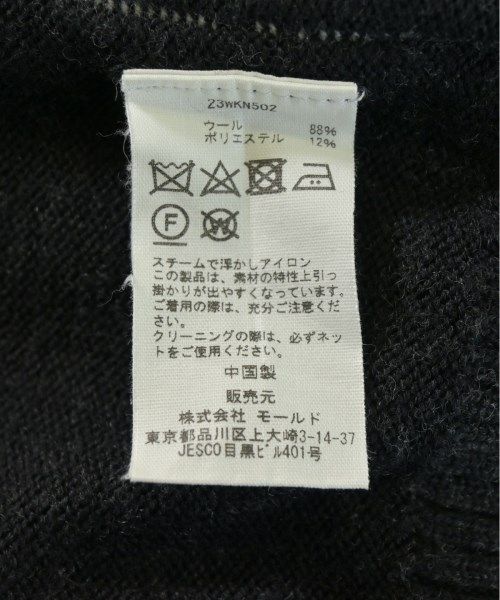 23WKN502
ウール 88%
ポリエステル 12%
F
W
スチームで浮かしアイロン
この製品は、素材の特性上引っ
掛かりが出やすくなっています。
ご着用の際は、充分ご注意くださ
い。
クリーニングの際は、必ずネッ
トをご使用ください。
中国製
販売元
株式会社 モールド
東京都品川区上大崎3-14-37
JESCO目黒ビル401号